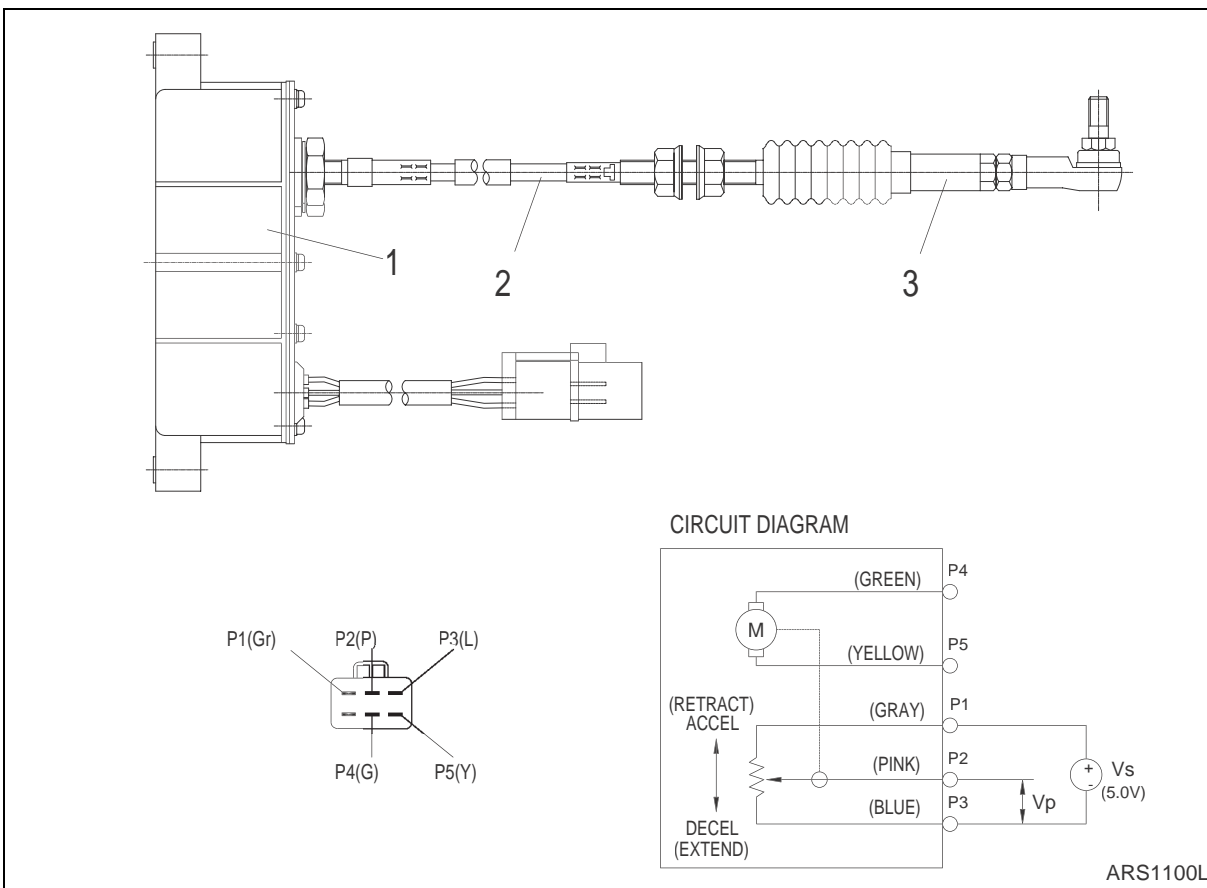 1
2
3
CIRCUIT DIAGRAM
P1(Gr) P2(P) P3(L)
P4(G) P5(Y)
(GREEN) P4
M
(YELLOW) P5
(RETRACT)
ACCEL
(GRAY) P1
(PINK) P2
+
-
Vs
(5.0V)
Vp
(BLUE) P3
DECEL
(EXTEND)
ARS1100L